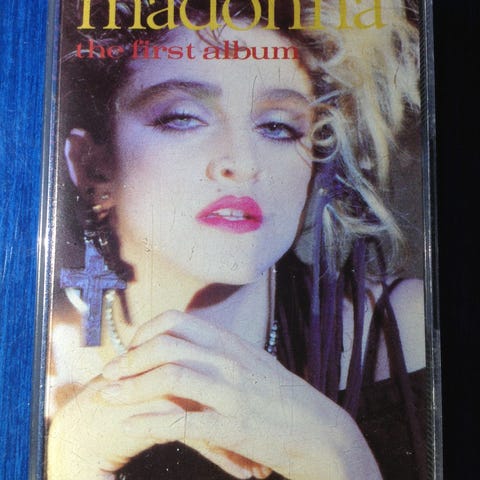 madonna
the first album